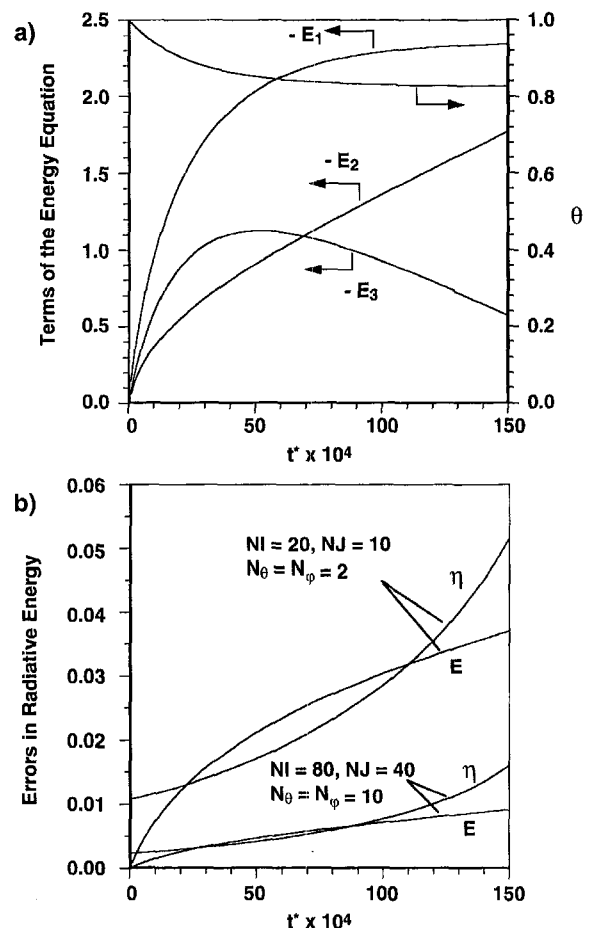 a)
Terms of the Energy Equation
2.5
2.0
1.5
1.0
0.5
0.0
- E1
- E2
- E3
1.0
0.8
0.6
0.4
0.2
0.0
θ
0
50
100
150
t* x 10⁴
b)
Errors in Radiative Energy
0.06
0.05
0.04
0.03
0.02
0.01
0.00
NI = 20, NJ = 10
Nθ = Nφ = 2
η
E
NI = 80, NJ = 40
Nθ = Nφ = 10
η
E
0
50
100
150
t* x 10⁴